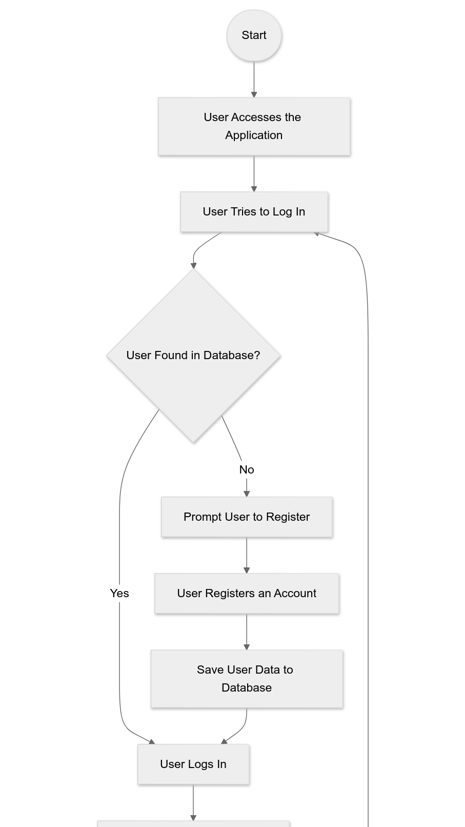 Start
User Accesses the
Application
User Tries to Log In
User Found in Database?
No
Prompt User to Register
Yes
User Registers an Account
Save User Data to
Database
User Logs In